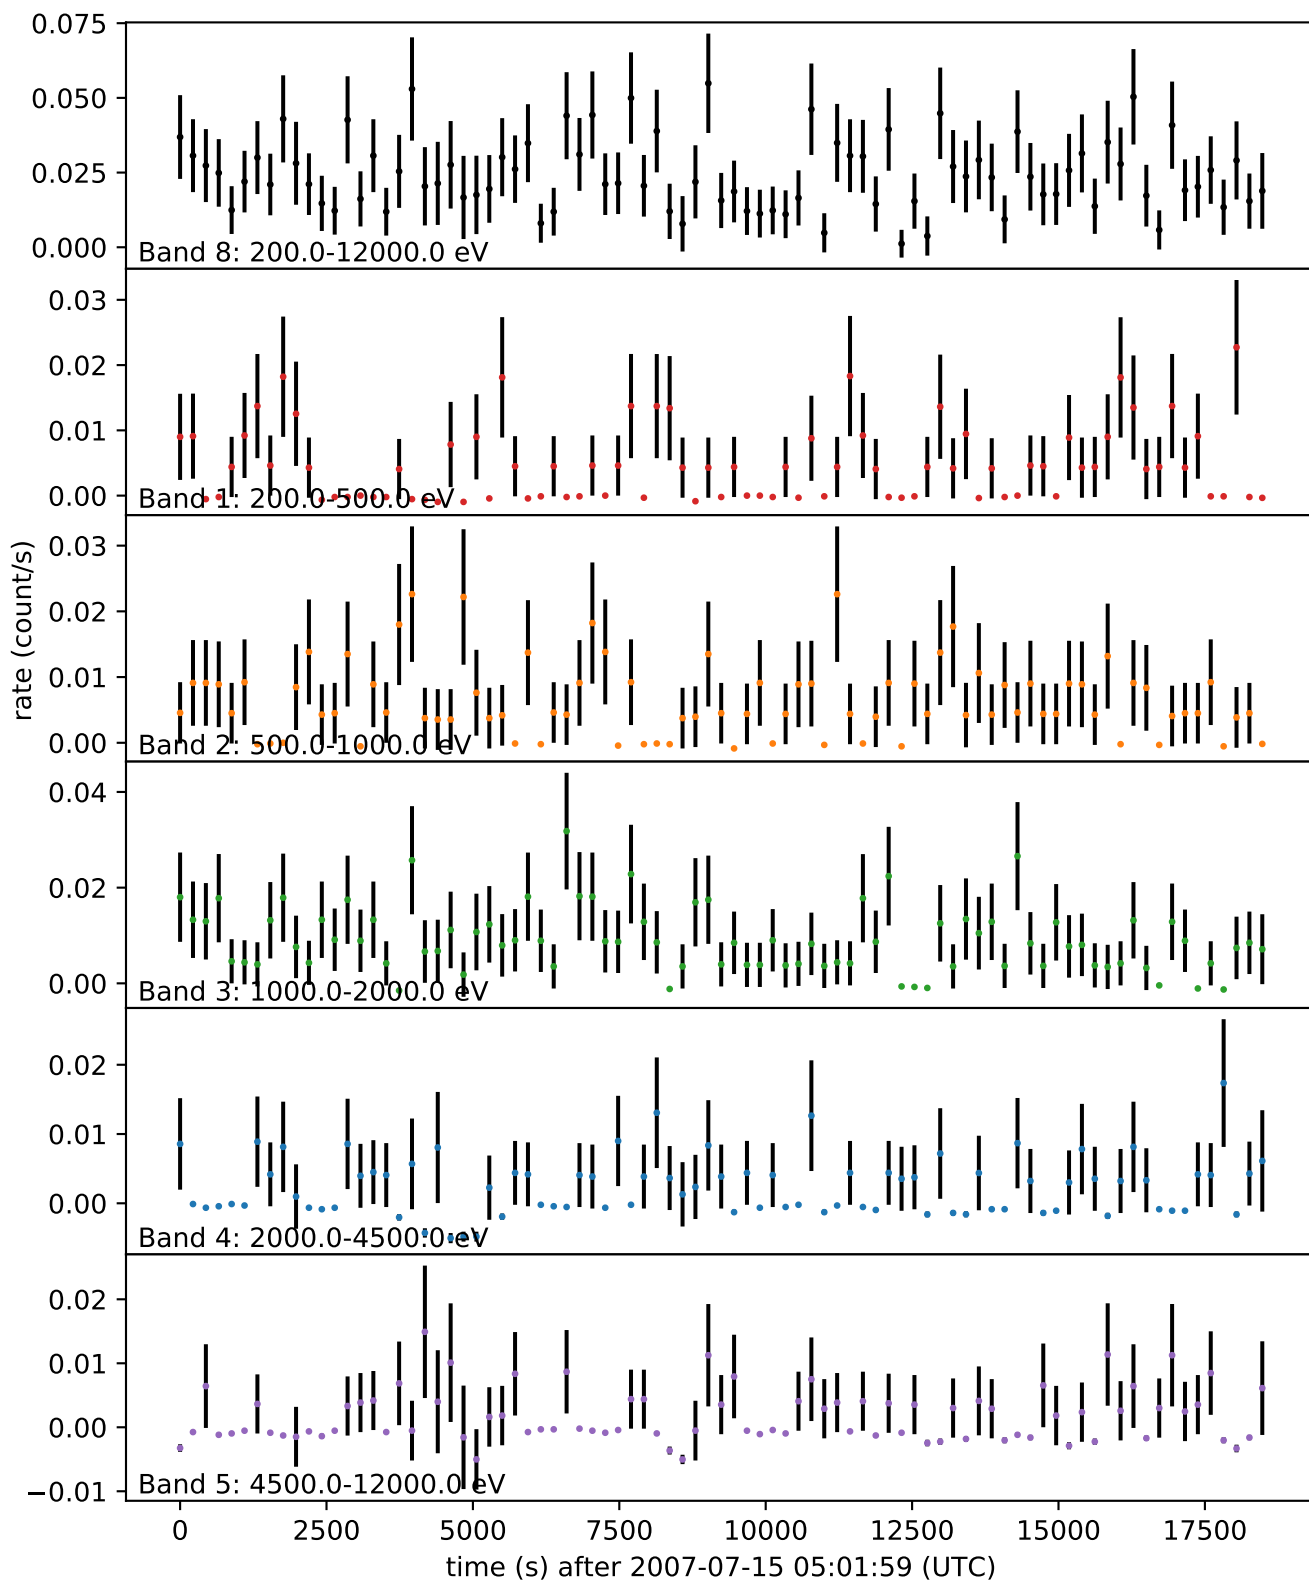 0.075
0.050
0.025
0.000
Band 8: 200.0-12000.0 eV
0.03
0.02
0.01
0.00
Band 1: 200.0-500.0 eV
rate (count/s)
0.03
0.02
0.01
0.00
Band 2: 500.0-1000.0 eV
0.04
0.02
0.00
Band 3: 1000.0-2000.0 eV
0.02
0.01
0.00
Band 4: 2000.0-4500.0 eV
0.02
0.01
0.00
−0.01
Band 5: 4500.0-12000.0 eV
0 2500 5000 7500 10000 12500 15000 17500
time (s) after 2007-07-15 05:01:59 (UTC)